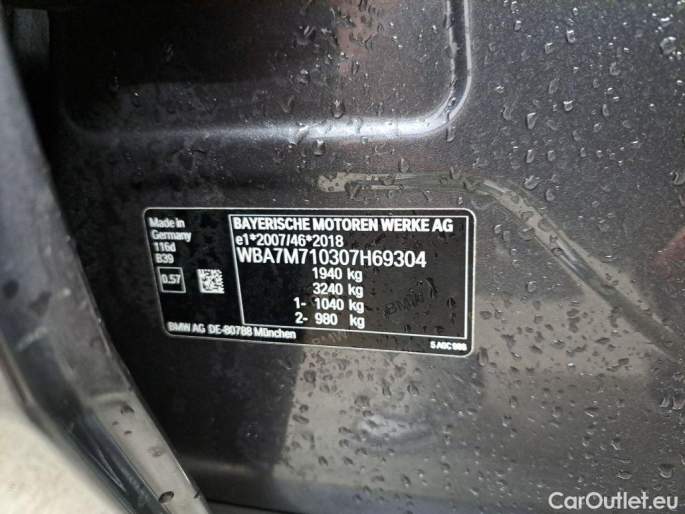 Made in
Germany
116d
B39
0.57
BAYERISCHE MOTOREN WERKE AG
e1*2007/46*2018
WBA7M710307H69304
1940 kg
3240 kg
1- 1040 kg
2- 980 kg
BMW AG DE-80788 München
BMW
CarOutlet.eu